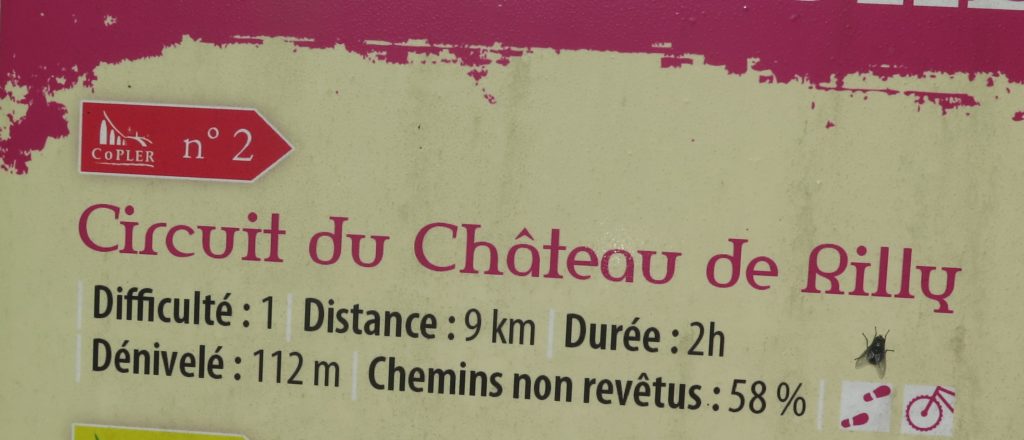 CoPLER n° 2
Circuit du Château de Rilly
Difficulté : 1 Distance : 9 km Durée : 2h
Dénivelé : 112 m Chemins non revêtus : 58 %